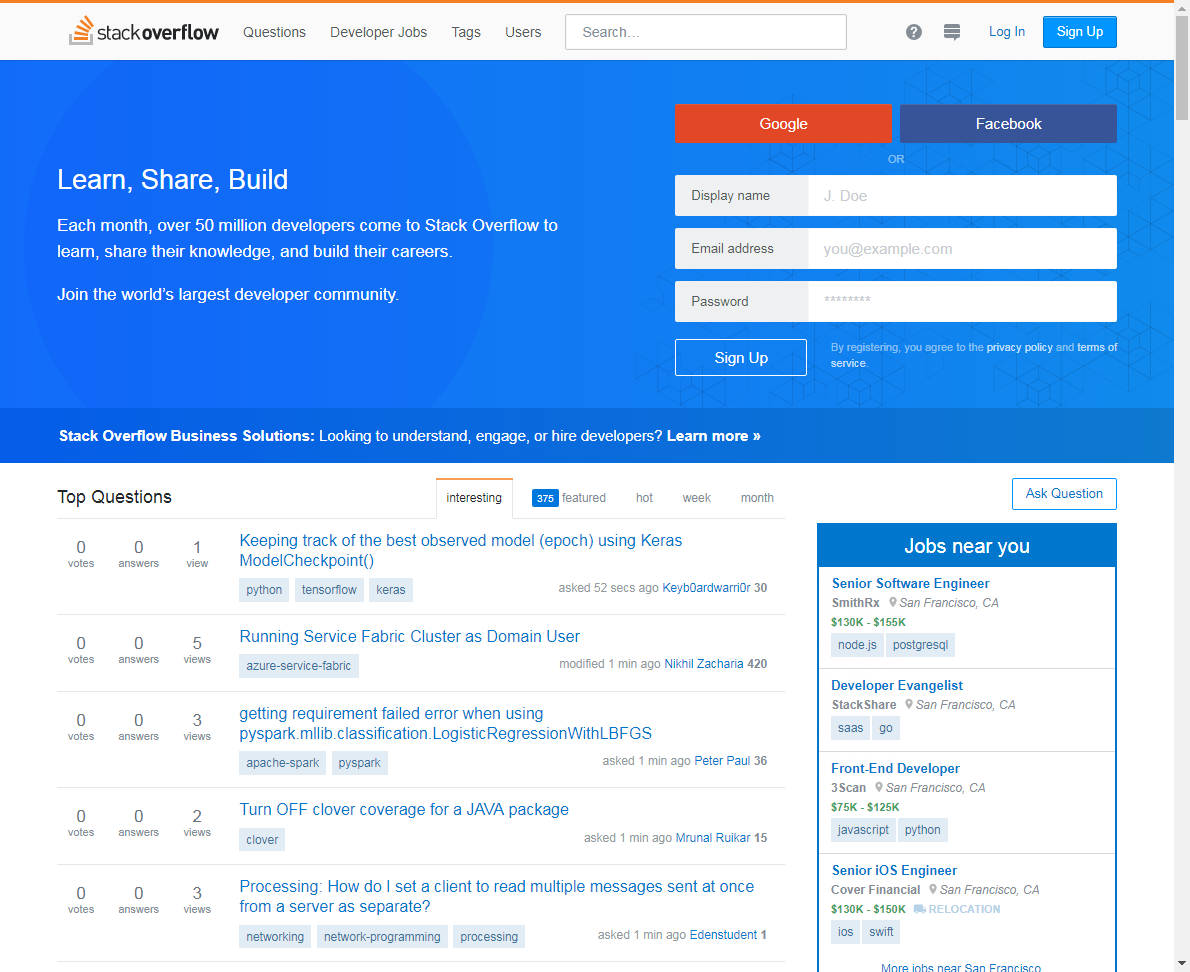 stackoverflow Questions Developer Jobs Tags Users Search… ? Log In Sign Up
Learn, Share, Build
Each month, over 50 million developers come to Stack Overflow to
learn, share their knowledge, and build their careers.
Join the world’s largest developer community.
Google Facebook
OR
Display name J. Doe
Email address you@example.com
Password ********
Sign Up
By registering, you agree to the privacy policy and terms of
service.
Stack Overflow Business Solutions: Looking to understand, engage, or hire developers? Learn more »
Top Questions
interesting 375 featured hot week month
Ask Question
0 votes 0 answers 1 view
Keeping track of the best observed model (epoch) using Keras
ModelCheckpoint()
python tensorflow keras
asked 52 secs ago Keyb0ardwarri0r 30
0 votes 0 answers 5 views
Running Service Fabric Cluster as Domain User
azure-service-fabric
modified 1 min ago Nikhil Zacharia 420
0 votes 0 answers 3 views
getting requirement failed error when using
pyspark.mllib.classification.LogisticRegressionWithLBFGS
apache-spark pyspark
asked 1 min ago Peter Paul 36
0 votes 0 answers 2 views
Turn OFF clover coverage for a JAVA package
clover
asked 1 min ago Mrunal Ruikar 15
0 votes 0 answers 3 views
Processing: How do I set a client to read multiple messages sent at once
from a server as separate?
networking network-programming processing
asked 1 min ago Edenstudent 1
Jobs near you
Senior Software Engineer
SmithRx San Francisco, CA
$130K - $155K
node.js postgresql
Developer Evangelist
StackShare San Francisco, CA
saas go
Front-End Developer
3Scan San Francisco, CA
$75K - $125K
javascript python
Senior iOS Engineer
Cover Financial San Francisco, CA
$130K - $150K RELOCATION
ios swift
More jobs near San Francisco